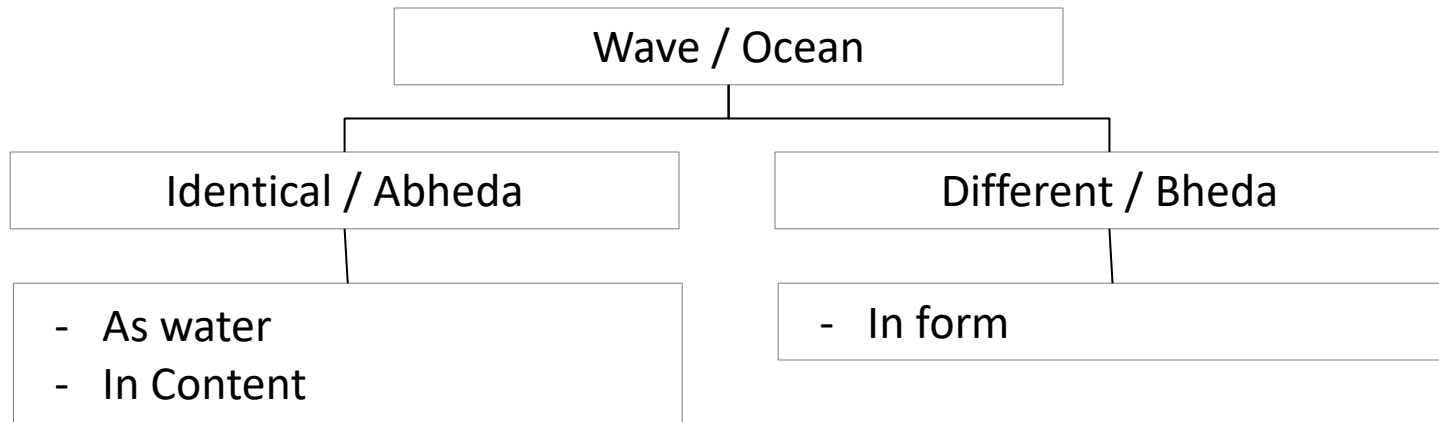 Wave / Ocean
Identical / Abheda
Different / Bheda
- As water
- In Content
- In form